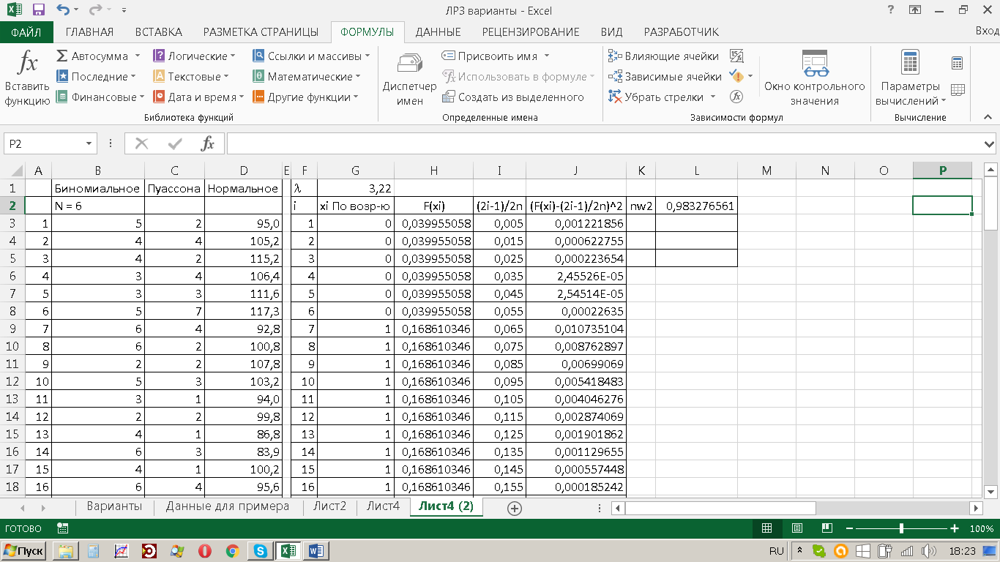 ЛР3 варианты - Excel
ФАЙЛ ГЛАВНАЯ ВСТАВКА РАЗМЕТКА СТРАНИЦЫ ФОРМУЛЫ ДАННЫЕ РЕЦЕНЗИРОВАНИЕ ВИД РАЗРАБОТЧИК Вход
fx Вставить функцию
Σ Автосумма
Последние
Финансовые
Логические
Текстовые
Дата и время
Ссылки и массивы
Математические
Другие функции
Библиотека функций
Диспетчер имен
Присвоить имя
Использовать в формуле
Создать из выделенного
Определенные имена
Влияющие ячейки
Зависимые ячейки
Убрать стрелки
Окно контрольного значения
Зависимости формул
Параметры вычислений
Вычисление
P2 fx
A B C D E F G H I J K L M N O P
1 Биномиальное Пуассона Нормальное λ 3,22
2 N = 6 i xi По возр-ю F(xi) (2i-1)/2n (F(xi)-(2i-1)/2n)^2 nw2 0,983276561
3 1 5 2 95,0 1 0 0,039955058 0,005 0,001221856
4 2 4 4 105,2 2 0 0,039955058 0,015 0,000622755
5 3 4 2 115,2 3 0 0,039955058 0,025 0,000223654
6 4 3 4 106,4 4 0 0,039955058 0,035 2,45526E-05
7 5 3 3 111,6 5 0 0,039955058 0,045 2,54514E-05
8 6 5 7 117,3 6 0 0,039955058 0,055 0,00022635
9 7 6 4 92,8 7 1 0,168610346 0,065 0,010735104
10 8 6 2 100,8 8 1 0,168610346 0,075 0,008762897
11 9 2 2 107,8 9 1 0,168610346 0,085 0,00699069
12 10 5 3 103,2 10 1 0,168610346 0,095 0,005418483
13 11 3 1 94,0 11 1 0,168610346 0,105 0,004046276
14 12 2 2 99,8 12 1 0,168610346 0,115 0,002874069
15 13 4 1 86,8 13 1 0,168610346 0,125 0,001901862
16 14 6 3 83,9 14 1 0,168610346 0,135 0,001129655
17 15 4 1 100,2 15 1 0,168610346 0,145 0,000557448
18 16 6 4 95,6 16 1 0,168610346 0,155 0,000185242
Варианты Данные для примера Лист2 Лист4 Лист4 (2)
ГОТОВО 100%
Пуск RU 18:23